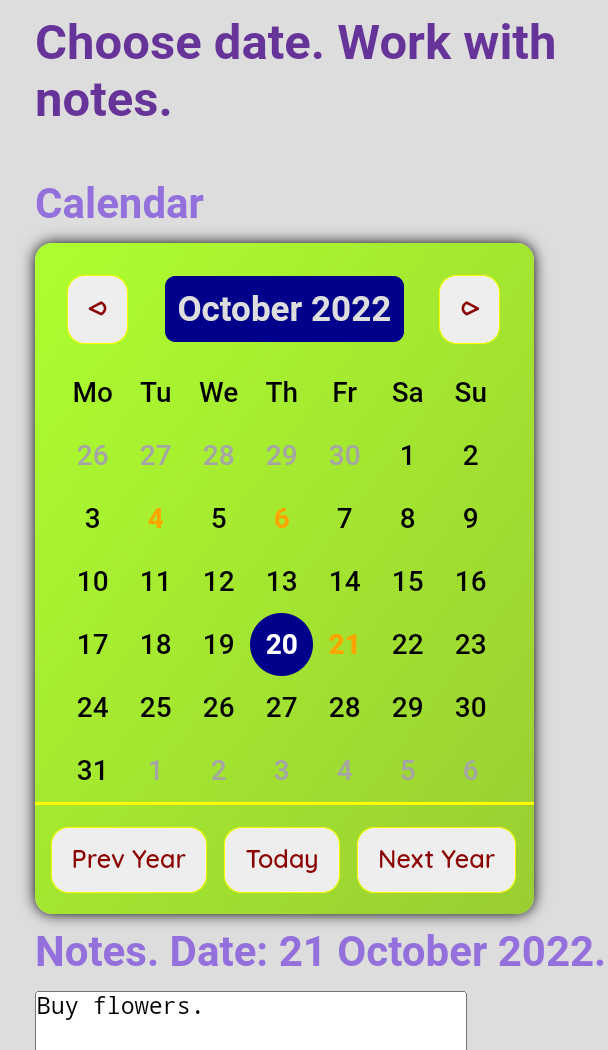 Choose date. Work with
notes.
Calendar
October 2022
Mo Tu We Th Fr Sa Su
26 27 28 29 30 1 2
3 4 5 6 7 8 9
10 11 12 13 14 15 16
17 18 19 20 21 22 23
24 25 26 27 28 29 30
31 1 2 3 4 5 6
Prev Year Today Next Year
Notes. Date: 21 October 2022.
Buy flowers.